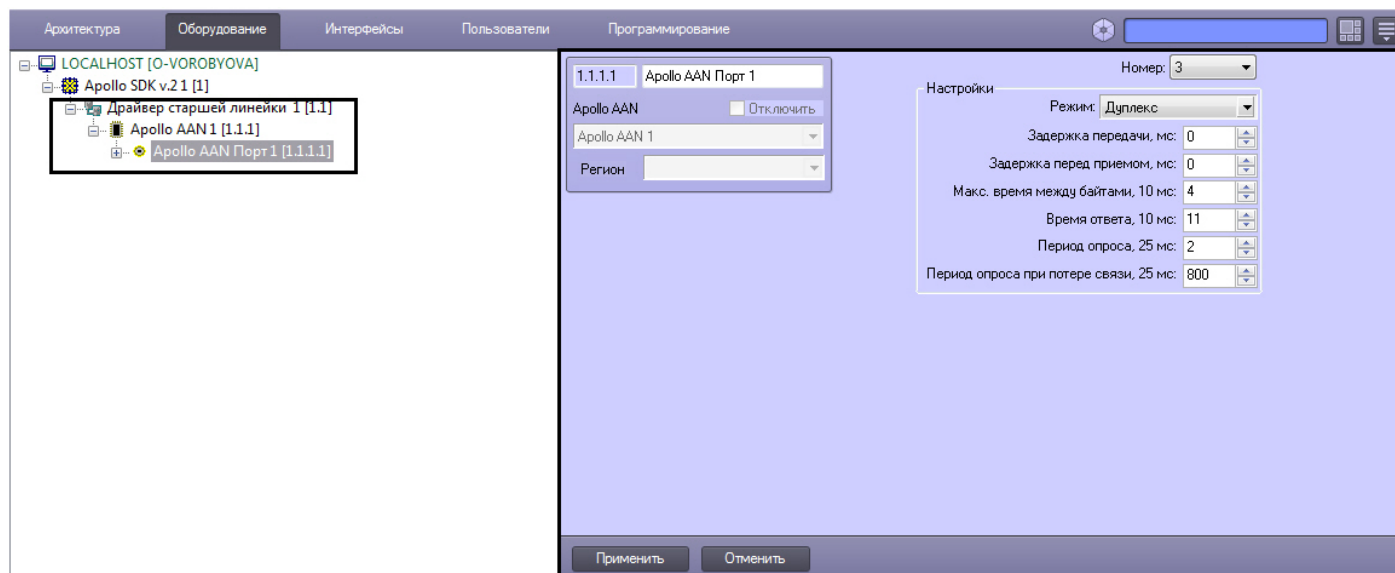 Архитектура Оборудование Интерфейсы Пользователи Программирование
LOCALHOST [O-VOROBYOVA]
Apollo SDK v.2 1 [1]
Драйвер старшей линейки 1 [1.1]
Apollo AAN 1 [1.1.1]
Apollo AAN Порт 1 [1.1.1.1]
1.1.1.1 Apollo AAN Порт 1
Apollo AAN Отключить
Apollo AAN 1
Регион
Номер: 3
Настройки
Режим: Дуплекс
Задержка передачи, мс: 0
Задержка перед приемом, мс: 0
Макс. время между байтами, 10 мс: 4
Время ответа, 10 мс: 11
Период опроса, 25 мс: 2
Период опроса при потере связи, 25 мс: 800
Применить Отменить